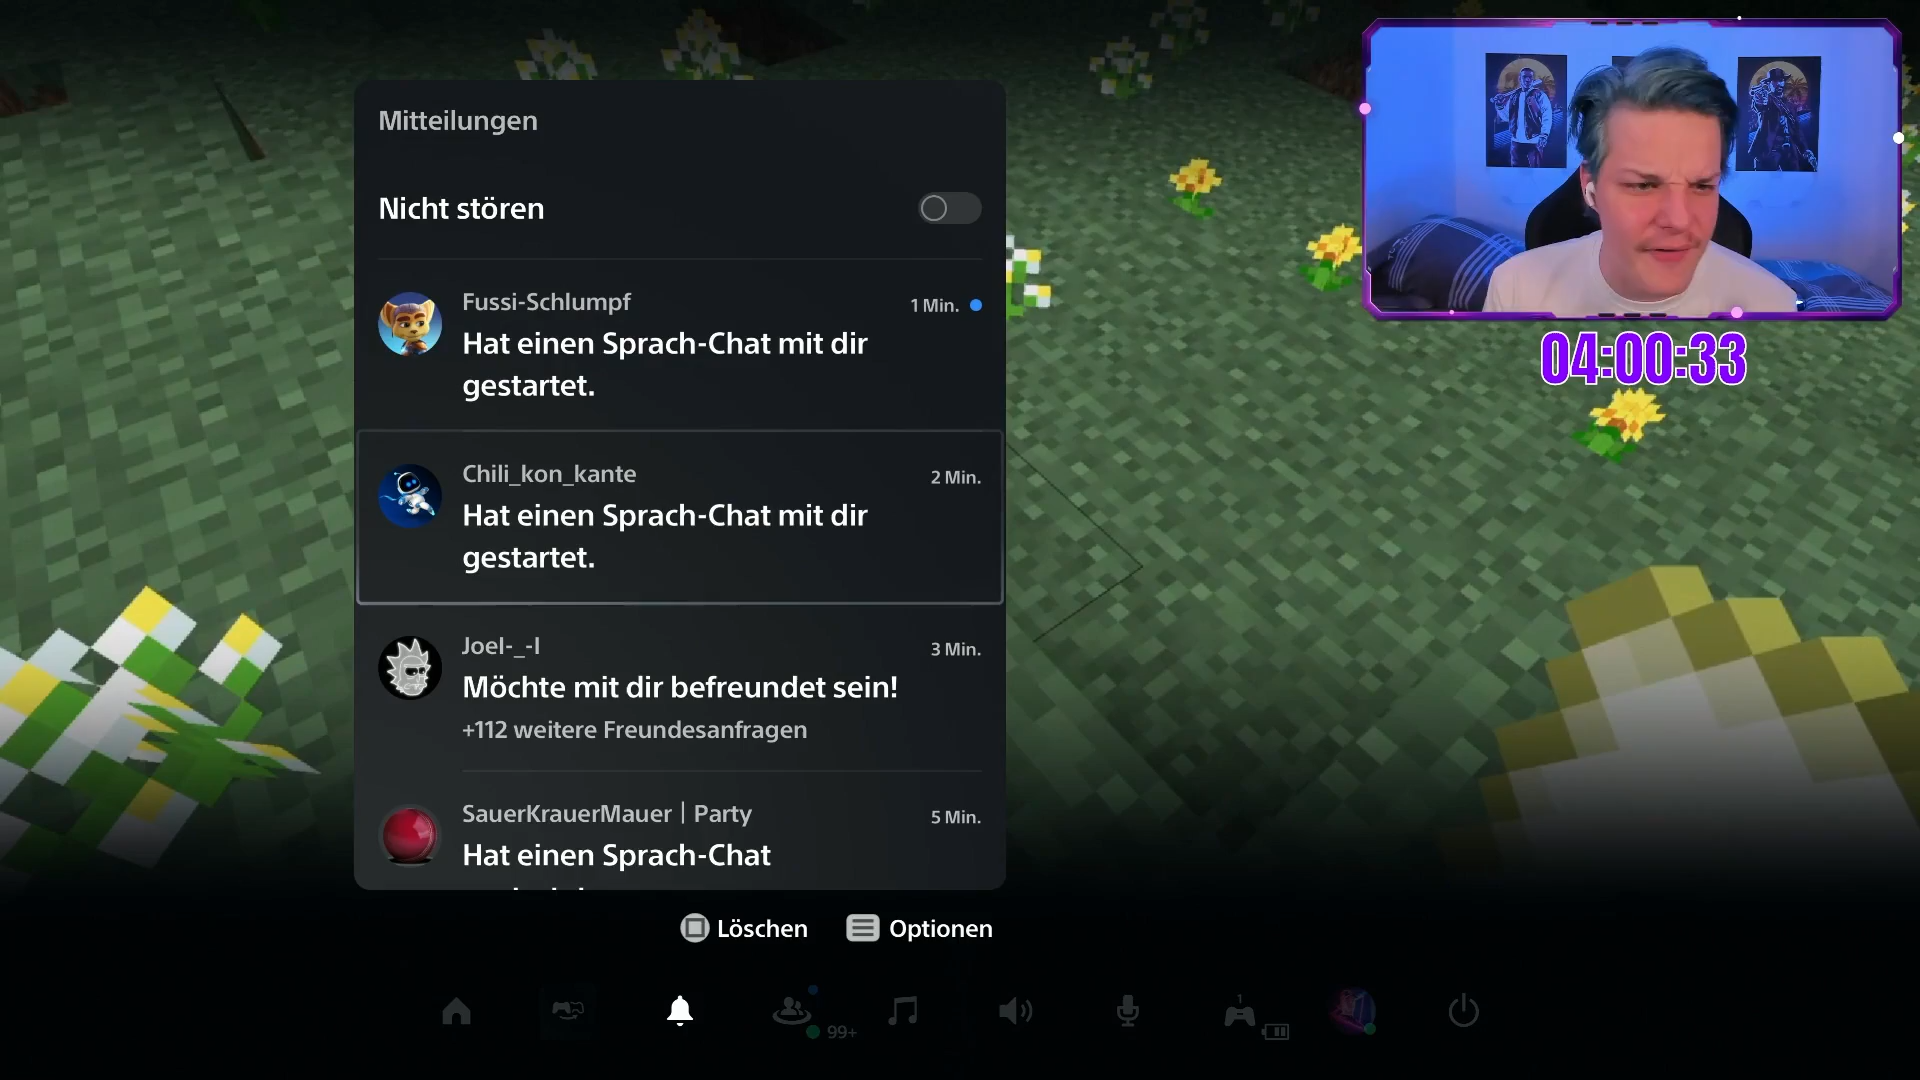 Mitteilungen
Nicht stören
Fussi-Schlumpf
1 Min.
Hat einen Sprach-Chat mit dir
gestartet.
Chili_kon_kante
2 Min.
Hat einen Sprach-Chat mit dir
gestartet.
Joel-_-I
3 Min.
Möchte mit dir befreundet sein!
+112 weitere Freundesanfragen
SauerKrauerMauer | Party
5 Min.
Hat einen Sprach-Chat
Löschen
Optionen
99+
1
04:00:33